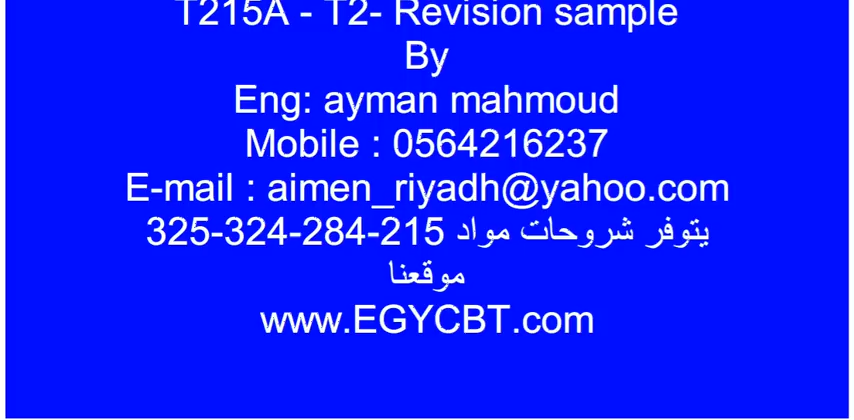 T215A - T2- Revision sample
By
Eng: ayman mahmoud
Mobile : 0564216237
E-mail : aimen_riyadh@yahoo.com
يتوفر شروحات مواد 215-284-324-325
موقعنا
www.EGYCBT.com